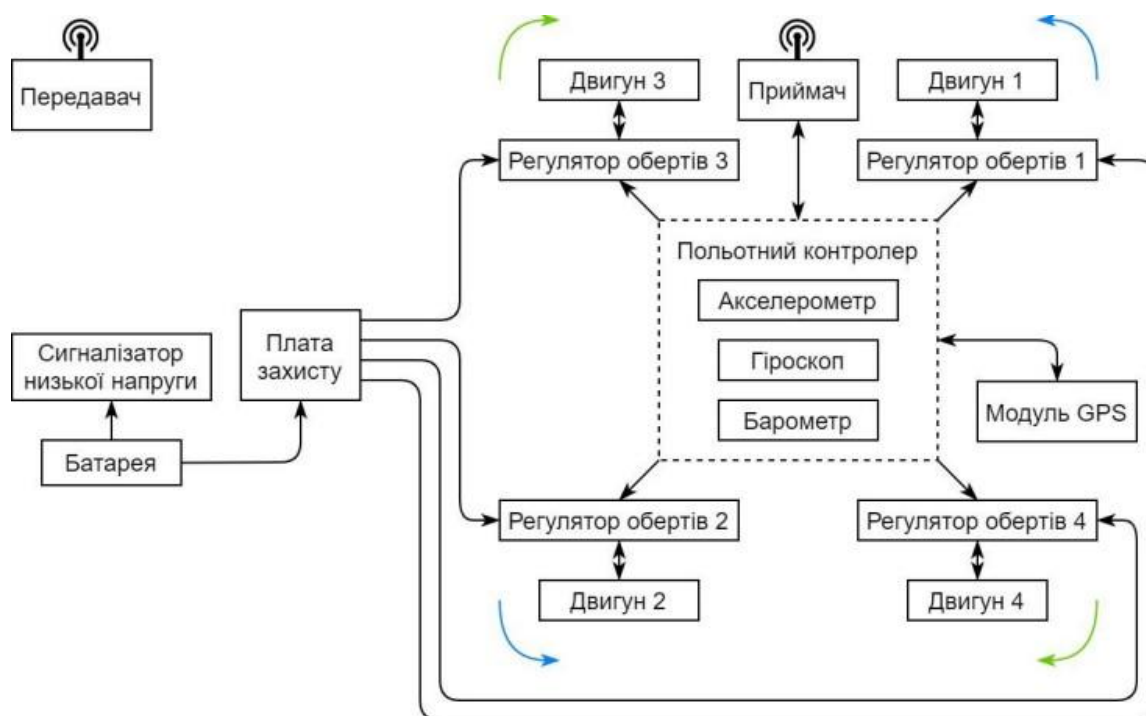 Передавач
Двигун 3
Приймач
Двигун 1
Регулятор обертів 3
Регулятор обертів 1
Польотний контролер
Акселерометр
Гіроскоп
Барометр
Сигналізатор
низької напруги
Плата
захисту
Батарея
Модуль GPS
Регулятор обертів 2
Регулятор обертів 4
Двигун 2
Двигун 4